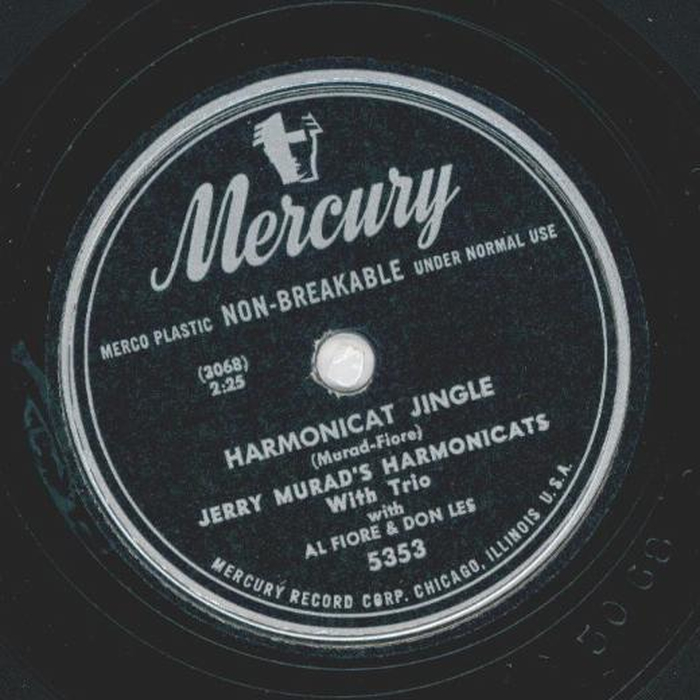 Mercury
MERCO PLASTIC NON-BREAKABLE UNDER NORMAL USE
(3068)
2:25
HARMONICAT JINGLE
(Murad-Fiore)
JERRY MURAD'S HARMONICATS
With Trio
with
AL FIORE & DON LES
5353
MERCURY RECORD CORP. CHICAGO, ILLINOIS U.S.A.